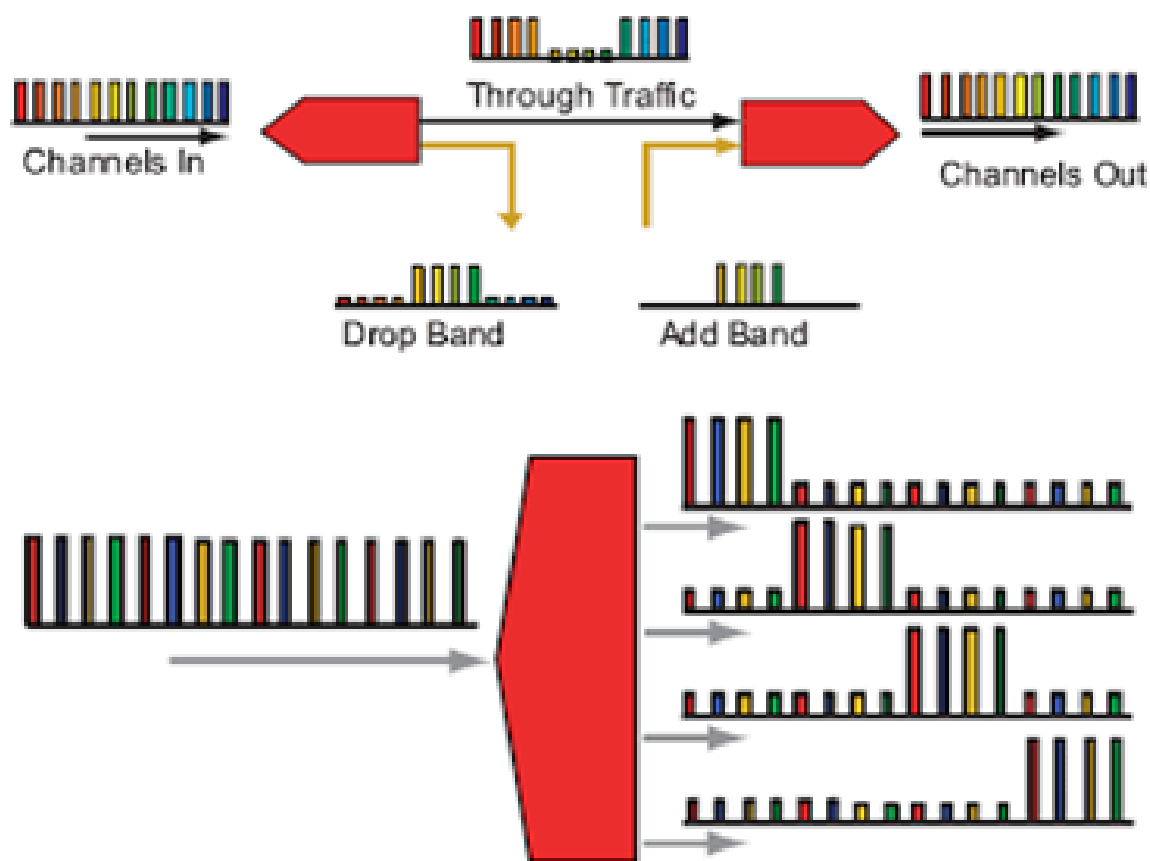 Through Traffic
Channels In
Channels Out
Drop Band
Add Band